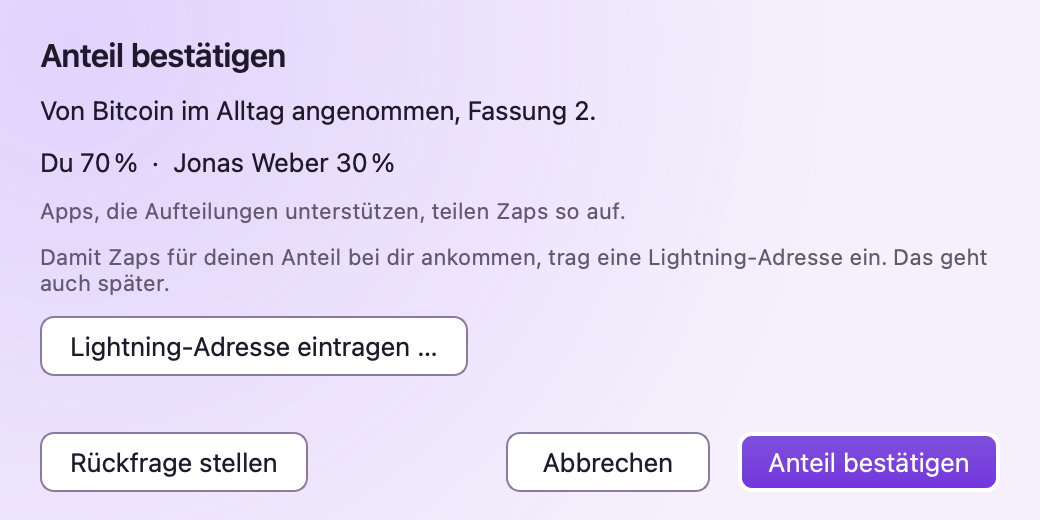 Anteil bestätigen
Von Bitcoin im Alltag angenommen, Fassung 2.
Du 70 % · Jonas Weber 30 %
Apps, die Aufteilungen unterstützen, teilen Zaps so auf.
Damit Zaps für deinen Anteil bei dir ankommen, trag eine Lightning-Adresse ein. Das geht
auch später.
Lightning-Adresse eintragen ...
Rückfrage stellen
Abbrechen
Anteil bestätigen